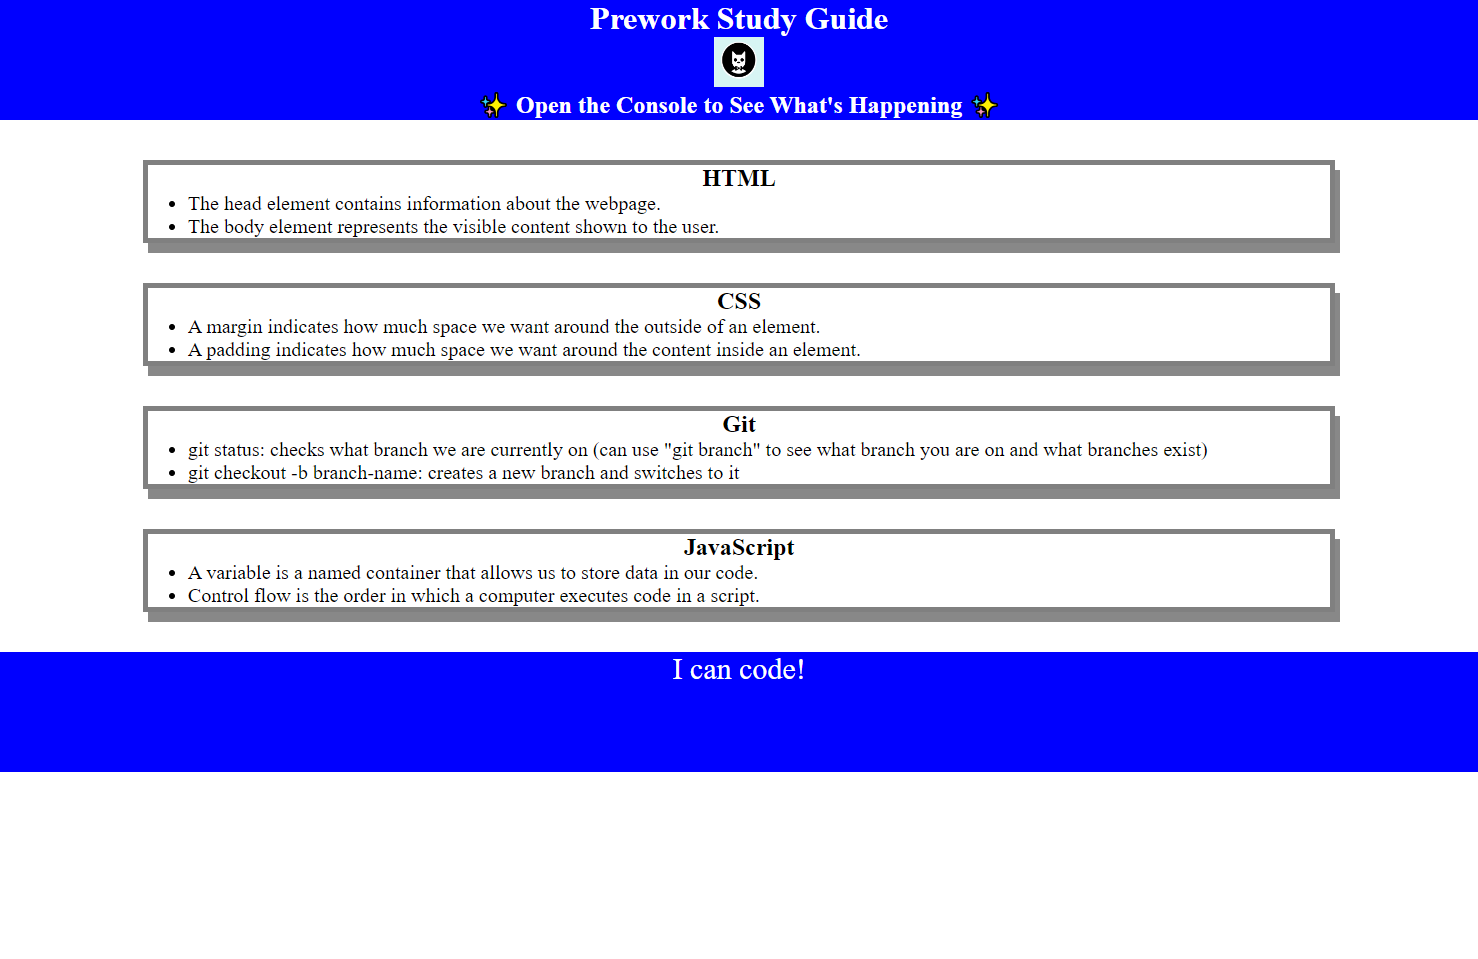 Prework Study Guide
✨ Open the Console to See What's Happening ✨
HTML
• The head element contains information about the webpage.
• The body element represents the visible content shown to the user.
CSS
• A margin indicates how much space we want around the outside of an element.
• A padding indicates how much space we want around the content inside an element.
Git
• git status: checks what branch we are currently on (can use "git branch" to see what branch you are on and what branches exist)
• git checkout -b branch-name: creates a new branch and switches to it
JavaScript
• A variable is a named container that allows us to store data in our code.
• Control flow is the order in which a computer executes code in a script.
I can code!